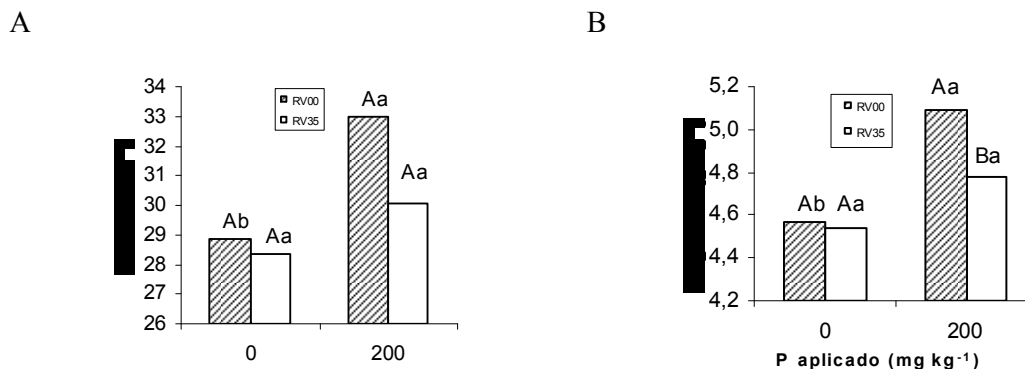 A
34
33
32
31
30
29
28
27
26
RV00
RV35
Ab
Aa
Aa
Aa
0
200
B
5,2
5,0
4,8
4,6
4,4
4,2
RV00
RV35
Ab
Aa
Aa
Ba
0
200
P aplicado (mg kg⁻¹)